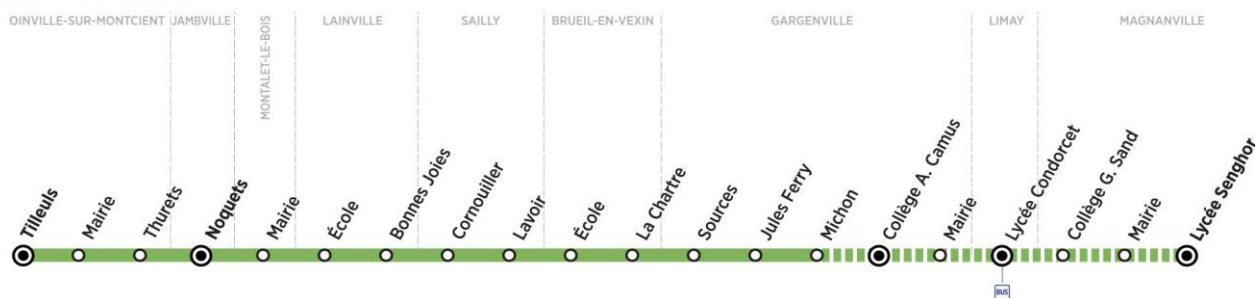 OINVILLE-SUR-MONTCIENT
JAMBVILLE
MONTALET-LE-BOIS
LAINVILLE
SAILLY
BRUEIL-EN-VEXIN
GARGENVILLE
LIMAY
MAGNANVILLE
Tilleuls
Mairie
Thurets
Noquets
Mairie
École
Bonnes Joies
Cornouiller
Lavoir
École
La Chartre
Sources
Jules Ferry
Michon
Collège A. Camus
Mairie
Lycée Condorcet
Collège G. Sand
Mairie
Lycée Senghor
BUS